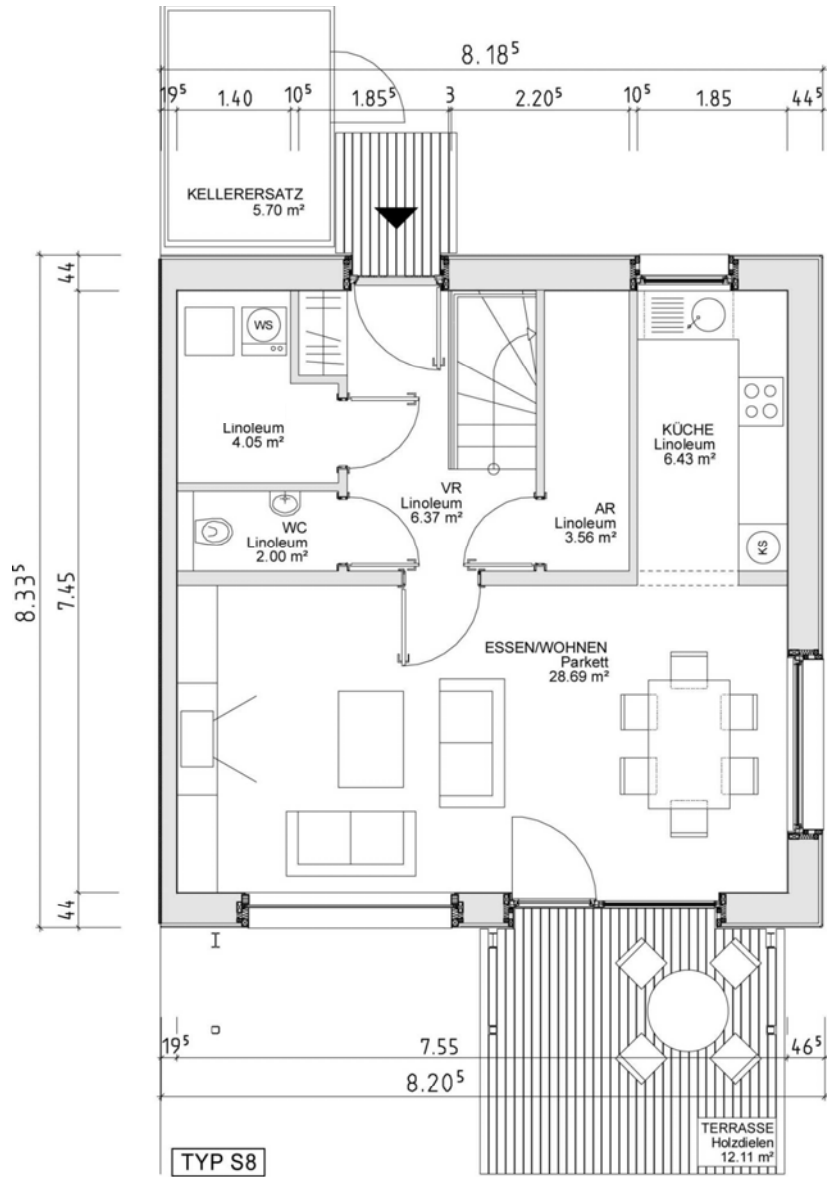 8.18⁵
19⁵ 1.40 10⁵ 1.85⁵ 3 2.20⁵ 10⁵ 1.85 44⁵
KELLERERSATZ
5.70 m²
44
7.45
44
8.33⁵
WS
Linoleum
4.05 m²
WC
Linoleum
2.00 m²
VR
Linoleum
6.37 m²
AR
Linoleum
3.56 m²
KÜCHE
Linoleum
6.43 m²
KS
ESSEN/WOHNEN
Parkett
28.69 m²
19⁵ 7.55 46⁵
8.20⁵
TERRASSE
Holzdielen
12.11 m²
TYP S8